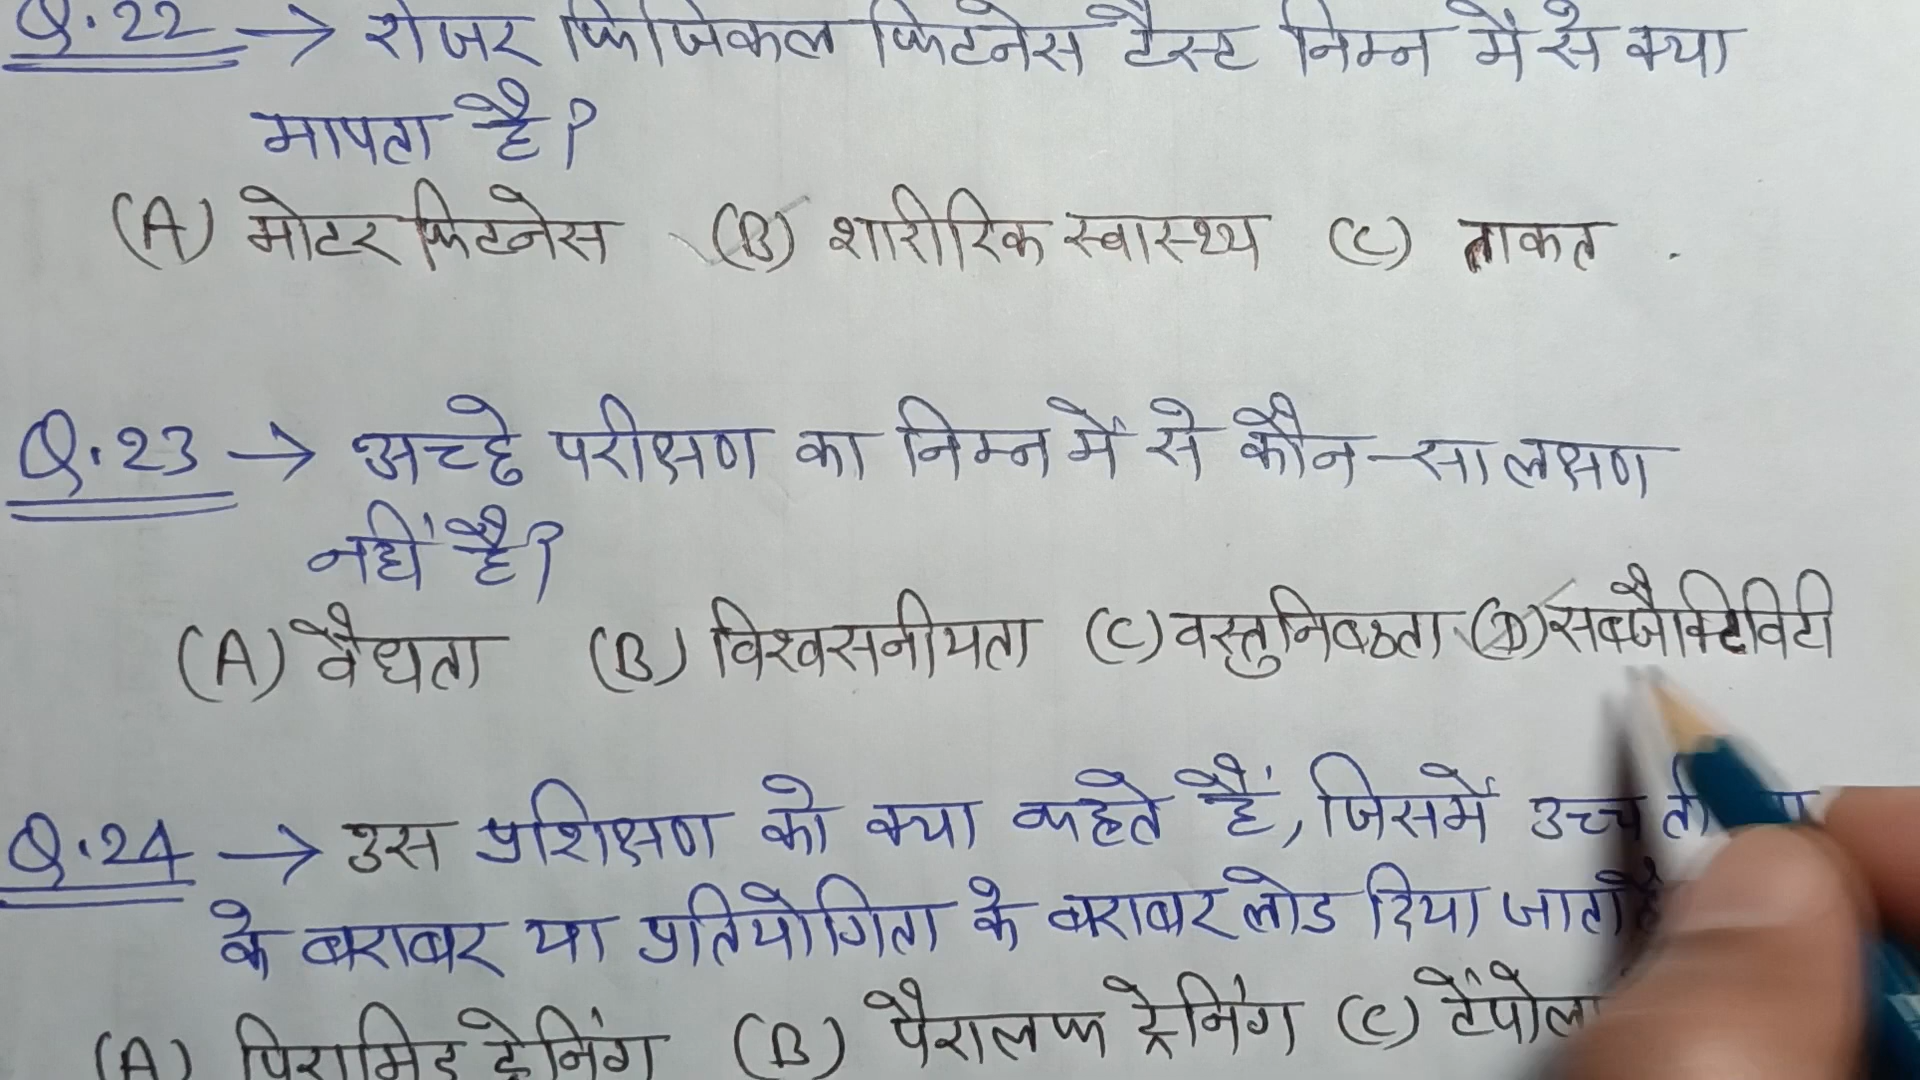 Q.22 → रोजर फिजिकल फिटनेस टैस्ट निम्न में से क्या
मापता है?
(A) मोटर फिटनेस (B) शारीरिक स्वास्थ्य (C) ताकत .
Q.23 → अच्छे परीक्षण का निम्न में से कौन-सा लक्षण
नहीं है?
(A) वैधता (B) विश्वसनीयता (C) वस्तुनिष्ठता (D) सब्जैक्टिविटी
Q.24 → उस प्रशिक्षण को क्या कहते हैं, जिसमें उच्च
के बराबर या प्रतियोगिता के बराबर लोड दिया जाता है
(A) पिरामिड ट्रेनिंग (B) पैरालफ ट्रेनिंग (C)